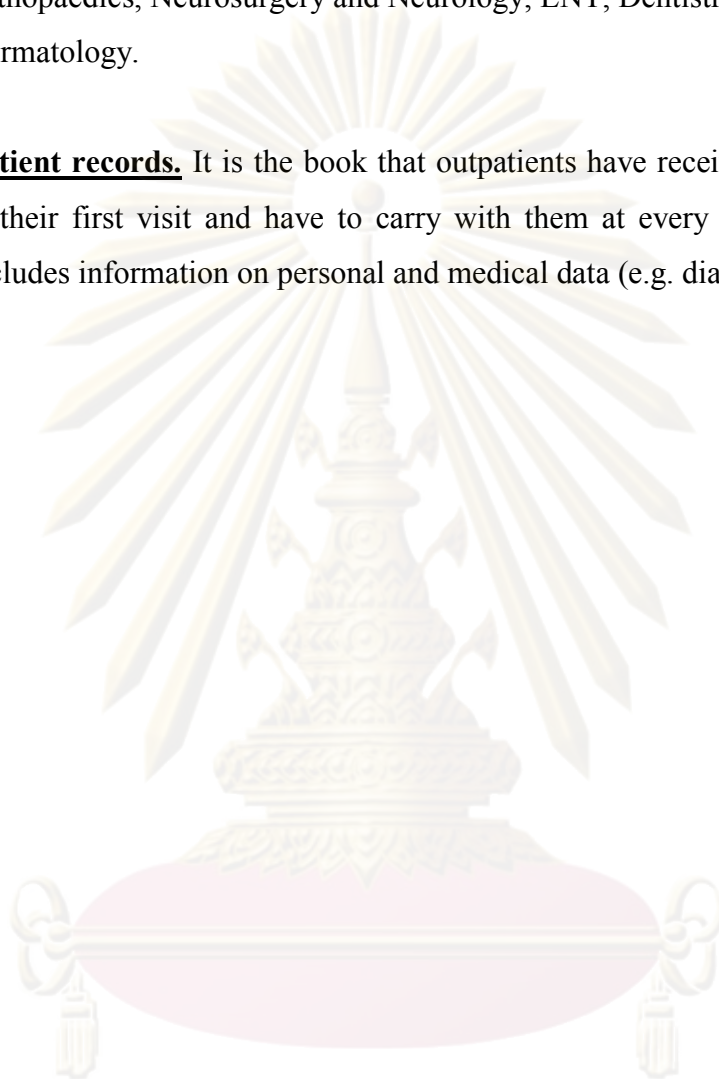 thopaedics, Neurosurgery and Neurology, ENT, Dentist
rmatology.
tient records. It is the book that outpatients have recei
their first visit and have to carry with them at every
cludes information on personal and medical data (e.g. dia